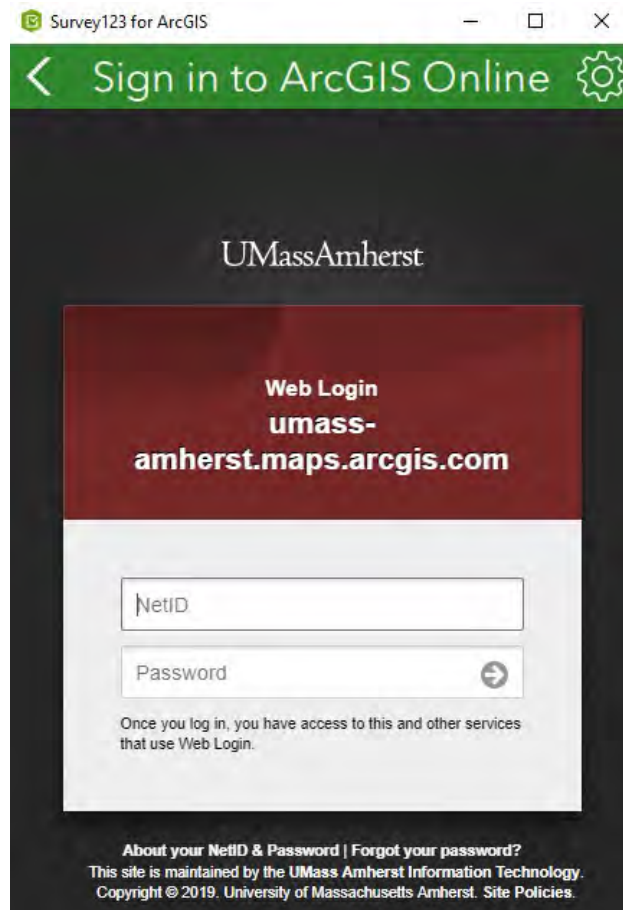 Survey123 for ArcGIS
Sign in to ArcGIS Online
UMassAmherst
Web Login
umass-
amherst.maps.arcgis.com
NetID
Password
Once you log in, you have access to this and other services
that use Web Login.
About your NetID & Password | Forgot your password?
This site is maintained by the UMass Amherst Information Technology.
Copyright © 2019. University of Massachusetts Amherst. Site Policies.